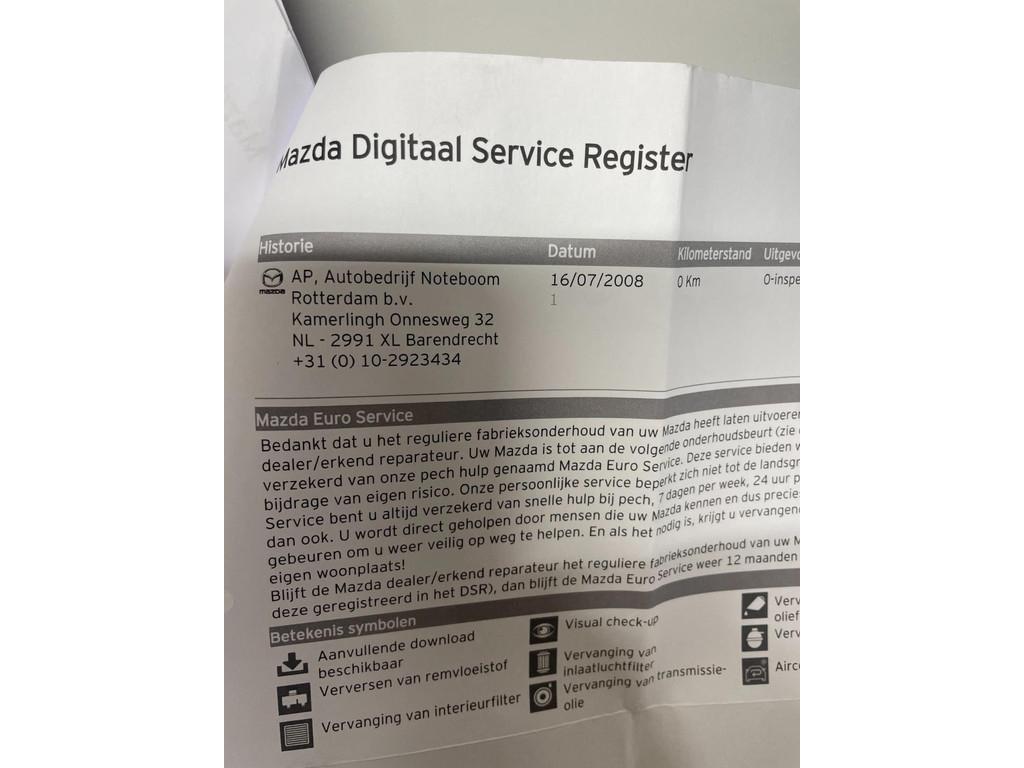 Mazda Digitaal Service Register
Historie Datum Kilometerstand
AP, Autobedrijf Noteboom 16/07/2008 0 Km
mazda Rotterdam b.v. 1
Kamerlingh Onnesweg 32
NL - 2991 XL Barendrecht
+31 (0) 10-2923434
Mazda Euro Service
Bedankt dat u het reguliere fabrieksonderhoud van uw Mazda heeft laten
dealer/erkend reparateur. Uw Mazda is tot aan de volgende onderhoudsbeurt (zie
verzekerd van onze pech hulp genaamd Mazda Euro Service. Deze service bieden
bijdrage van eigen risico. Onze persoonlijke service beperkt zich niet tot de
Service bent u altijd verzekerd van snelle hulp bij pech, 7 dagen per week, 24 uur
dan ook. U wordt direct geholpen door mensen die uw Mazda kennen en dus
gebeuren om u weer veilig op weg te helpen. En als het nodig is, krijgt u
eigen woonplaats!
Blijft de Mazda dealer/erkend reparateur het reguliere fabrieksonderhoud van uw
deze geregistreerd in het DSR), dan blijft de Mazda Euro Service weer 12 maanden
Betekenis symbolen
Aanvullende download
beschikbaar
Verversen van remvloeistof
Vervanging van interieurfilter
Visual check-up
Vervanging van
inlaatluchtfilter
Vervanging van transmissie-
olie